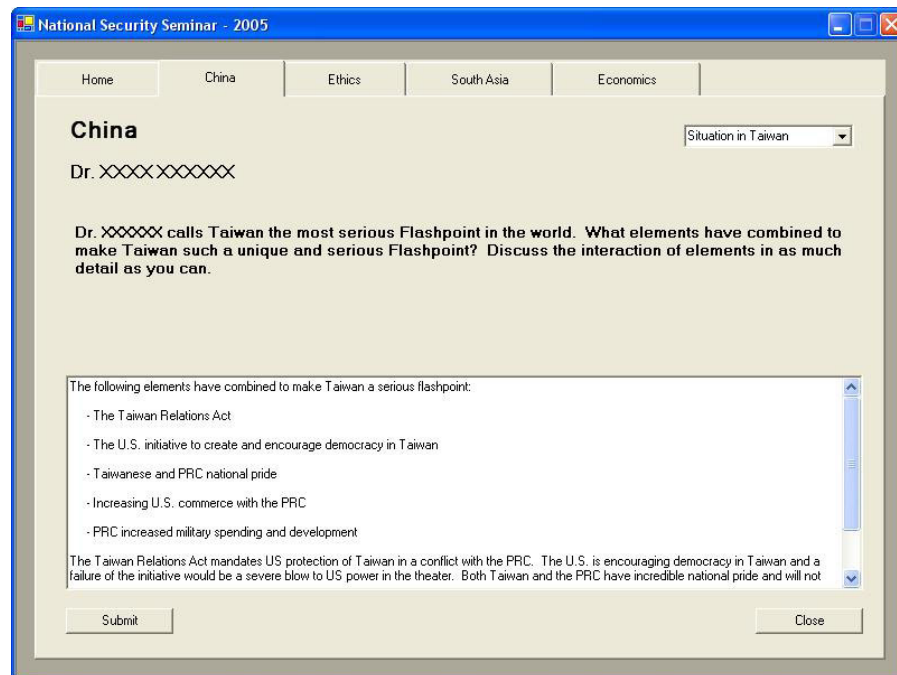 National Security Seminar - 2005
Home China Ethics South Asia Economics
China
Situation in Taiwan
Dr. XXXX XXXXXX
Dr. XXXXXX calls Taiwan the most serious Flashpoint in the world. What elements have combined to
make Taiwan such a unique and serious Flashpoint? Discuss the interaction of elements in as much
detail as you can.
The following elements have combined to make Taiwan a serious flashpoint:
- The Taiwan Relations Act
- The U.S. initiative to create and encourage democracy in Taiwan
- Taiwanese and PRC national pride
- Increasing U.S. commerce with the PRC
- PRC increased military spending and development
The Taiwan Relations Act mandates US protection of Taiwan in a conflict with the PRC. The U.S. is encouraging democracy in Taiwan and a
failure of the initiative would be a severe blow to US power in the theater. Both Taiwan and the PRC have incredible national pride and will not
Submit Close